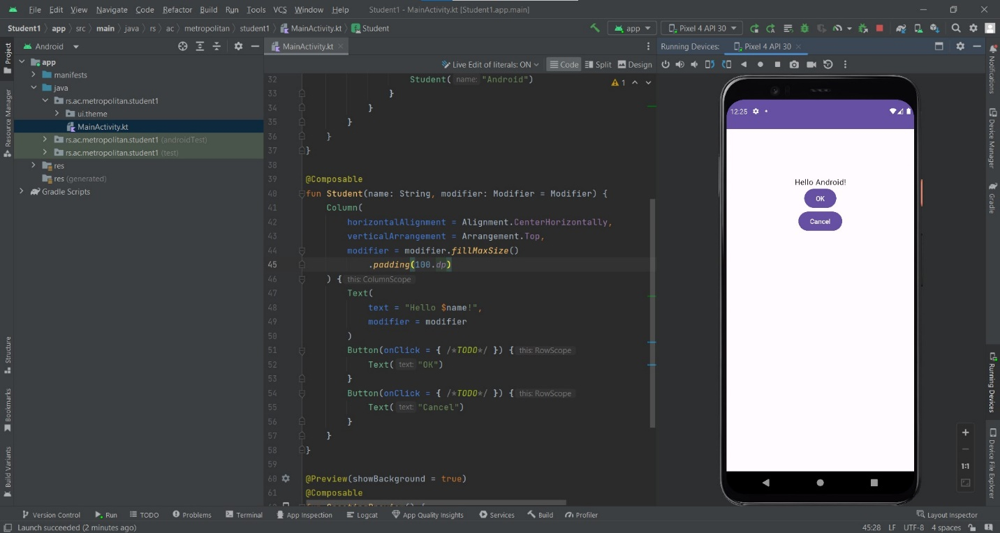 File Edit View Navigate Code Refactor Build Run Tools VCS Window Help Student1 - MainActivity.kt [Student1.app.main]
Student1 app src main java rs ac metropolitan student1 MainActivity.kt Student app Pixel 4 API 30
Project
Resource Manager
Structure
Bookmarks
Build Variants
Android
app
manifests
java
rs.ac.metropolitan.student1
ui.theme
MainActivity.kt
rs.ac.metropolitan.student1 (androidTest)
rs.ac.metropolitan.student1 (test)
res
res (generated)
Gradle Scripts
MainActivity.kt
Live Edit of literals: ON Code Split Design
1
32 Student( name: "Android")
33 }
34 }
35 }
36 }
37 }
38
39 @Composable
40 fun Student(name: String, modifier: Modifier = Modifier) {
41 Column(
42 horizontalAlignment = Alignment.CenterHorizontally,
43 verticalArrangement = Arrangement.Top,
44 modifier = modifier.fillMaxSize()
45 .padding(100.dp)
46 ) { this: ColumnScope
47 Text(
48 text = "Hello $name!",
49 modifier = modifier
50 )
51 Button(onClick = { /*TODO*/ }) { this: RowScope
52 Text( text: "OK")
53 }
54 Button(onClick = { /*TODO*/ }) { this: RowScope
55 Text( text: "Cancel")
56 }
57 }
58 }
59
60 @Preview(showBackground = true)
61 @Composable
Running Devices: Pixel 4 API 30
12:25
Hello Android!
OK
Cancel
1:1
Notifications
Device Manager
Gradle
Running Devices
Device File Explorer
Version Control Run TODO Problems Terminal App Inspection Logcat App Quality Insights Services Build Profiler Layout Inspector
Launch succeeded (2 minutes ago) 45:28 LF UTF-8 4 spaces